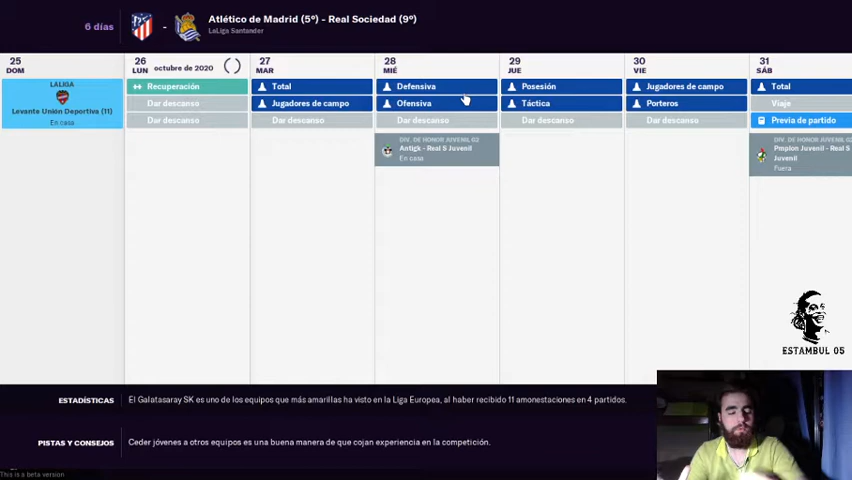 6 días
Atlético de Madrid (5º) - Real Sociedad (9º)
LaLiga Santander
25
DOM
26
LUN
octubre de 2020
27
MAR
28
MIÉ
29
JUE
30
VIE
31
SÁB
LALIGA
Levante Unión Deportiva (11)
En casa
Recuperación
Dar descanso
Dar descanso
Total
Jugadores de campo
Dar descanso
Defensiva
Ofensiva
Dar descanso
DIV. DE HONOR JUVENIL G2
Antigk - Real S Juvenil
En casa
Posesión
Táctica
Dar descanso
Jugadores de campo
Porteros
Dar descanso
Total
Viaje
Previa de partido
DIV. DE HONOR JUVENIL G2
Pmplon Juvenil - Real S
Juvenil
Fuera
ESTAMBUL 05
ESTADÍSTICAS
El Galatasaray SK es uno de los equipos que más amarillas ha visto en la Liga Europea, al haber recibido 11 amonestaciones en 4 partidos.
PISTAS Y CONSEJOS
Ceder jóvenes a otros equipos es una buena manera de que cojan experiencia en la competición.
This is a beta version